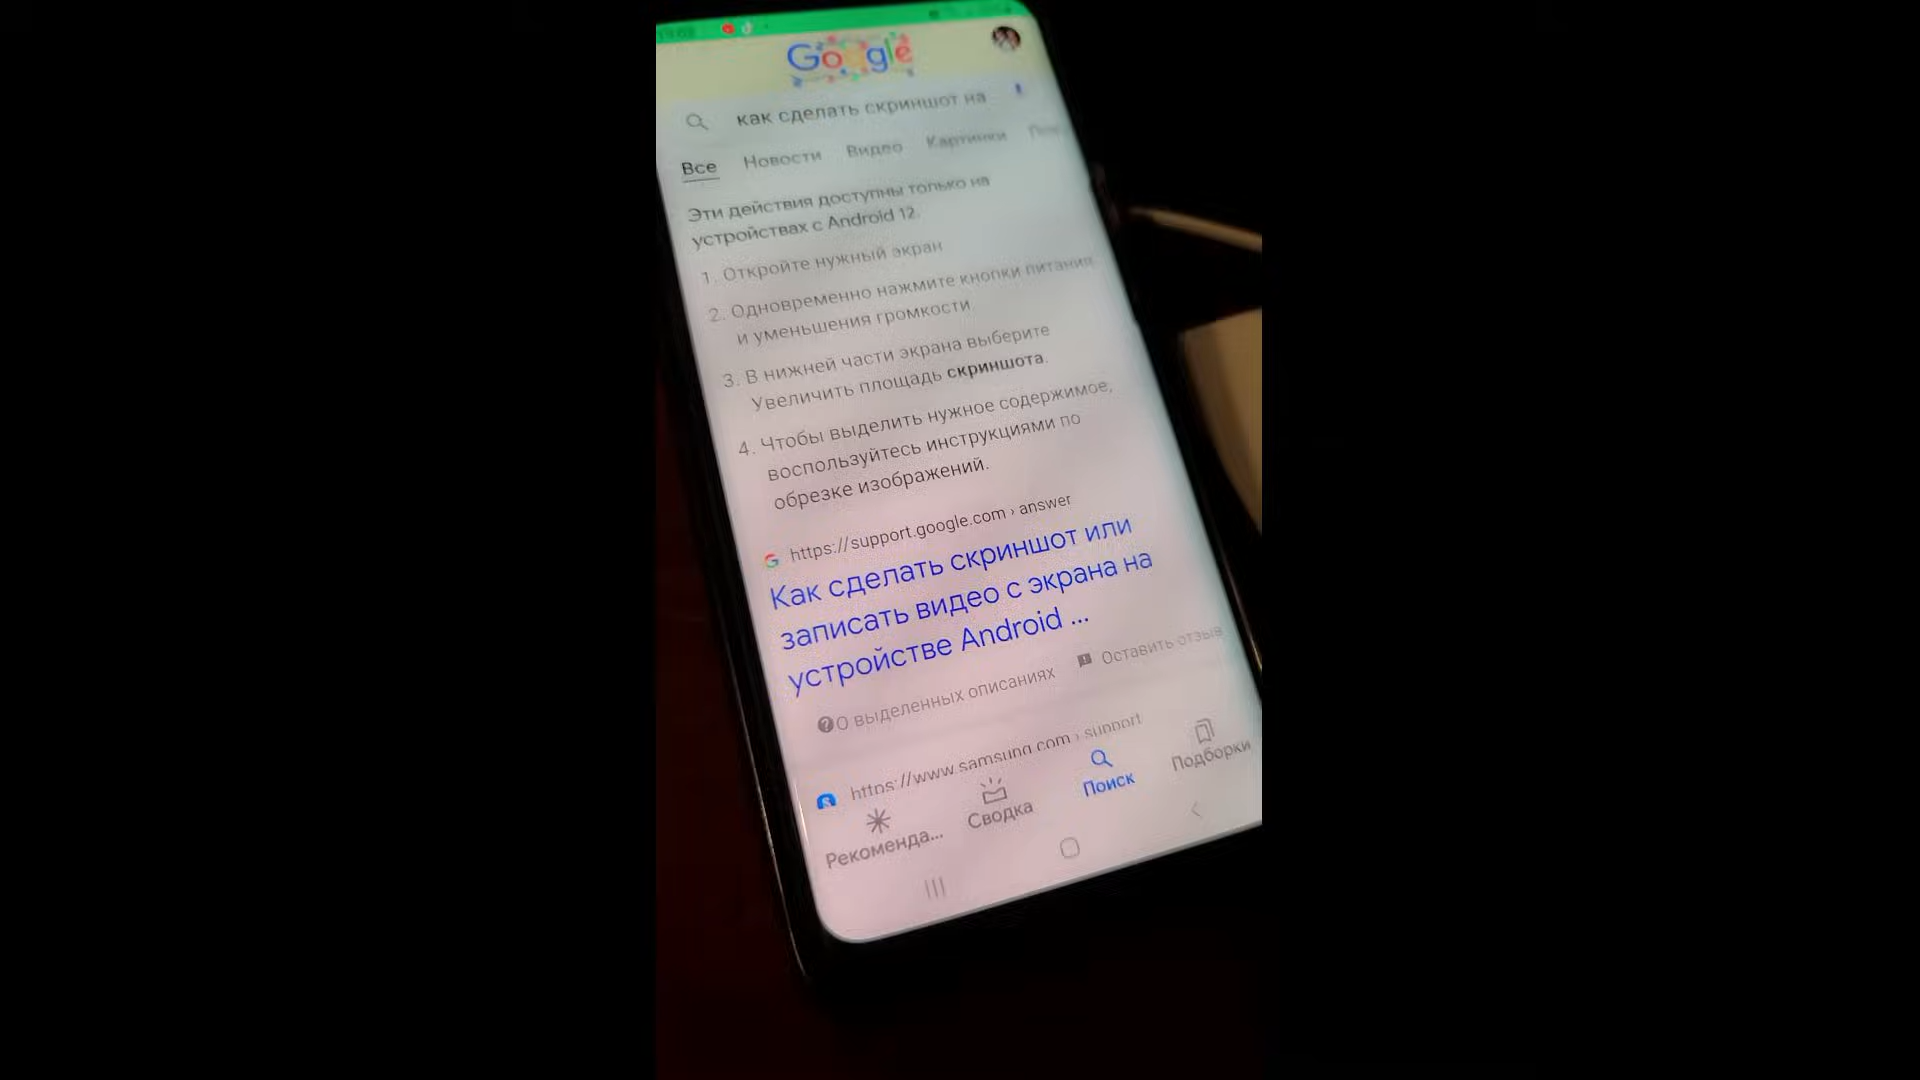 Google
как сделать скриншот на
Все Новости Видео Картинки
Эти действия доступны только на
устройствах с Android 12.
1. Откройте нужный экран
2. Одновременно нажмите кнопки питания
и уменьшения громкости
3. В нижней части экрана выберите
Увеличить площадь скриншота.
4. Чтобы выделить нужное содержимое,
воспользуйтесь инструкциями по
обрезке изображений.
https://support.google.com › answer
Как сделать скриншот или
записать видео с экрана на
устройстве Android ...
О выделенных описаниях Оставить отзыв
https://www.samsung.com › support
Рекоменда... Сводка Поиск Подборки